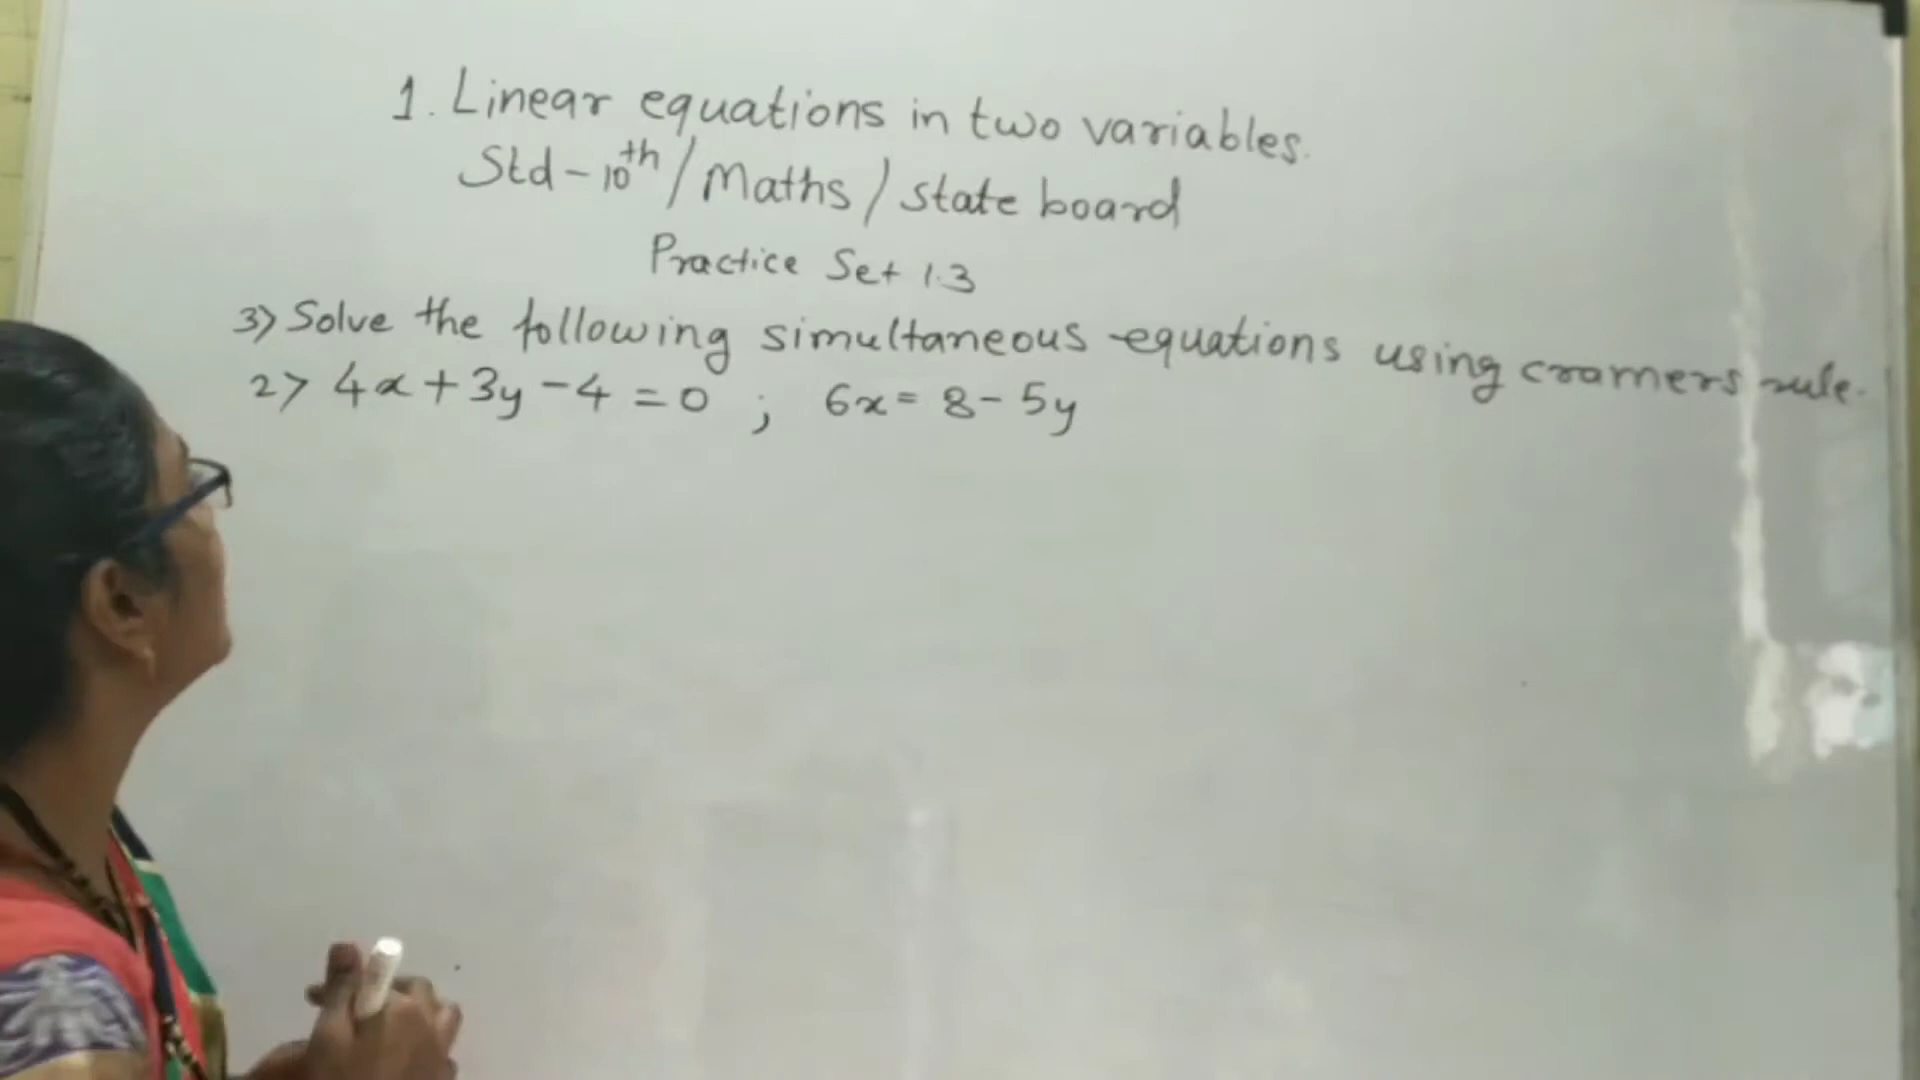 1. Linear equations in two variables.
Std - 10th / Maths / state board
Practice Set 1.3
3) Solve the following simultaneous equations using cramers rule.
2) 4x + 3y - 4 = 0 ; 6x = 8 - 5y